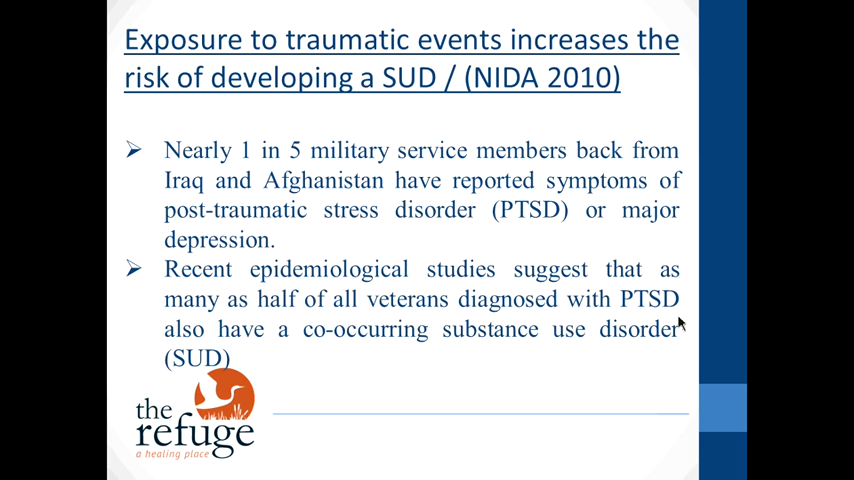 Exposure to traumatic events increases the
risk of developing a SUD / (NIDA 2010)
Nearly 1 in 5 military service members back from
Iraq and Afghanistan have reported symptoms of
post-traumatic stress disorder (PTSD) or major
depression.
Recent epidemiological studies suggest that as
many as half of all veterans diagnosed with PTSD
also have a co-occurring substance use disorder
(SUD)
the
refuge
a healing place